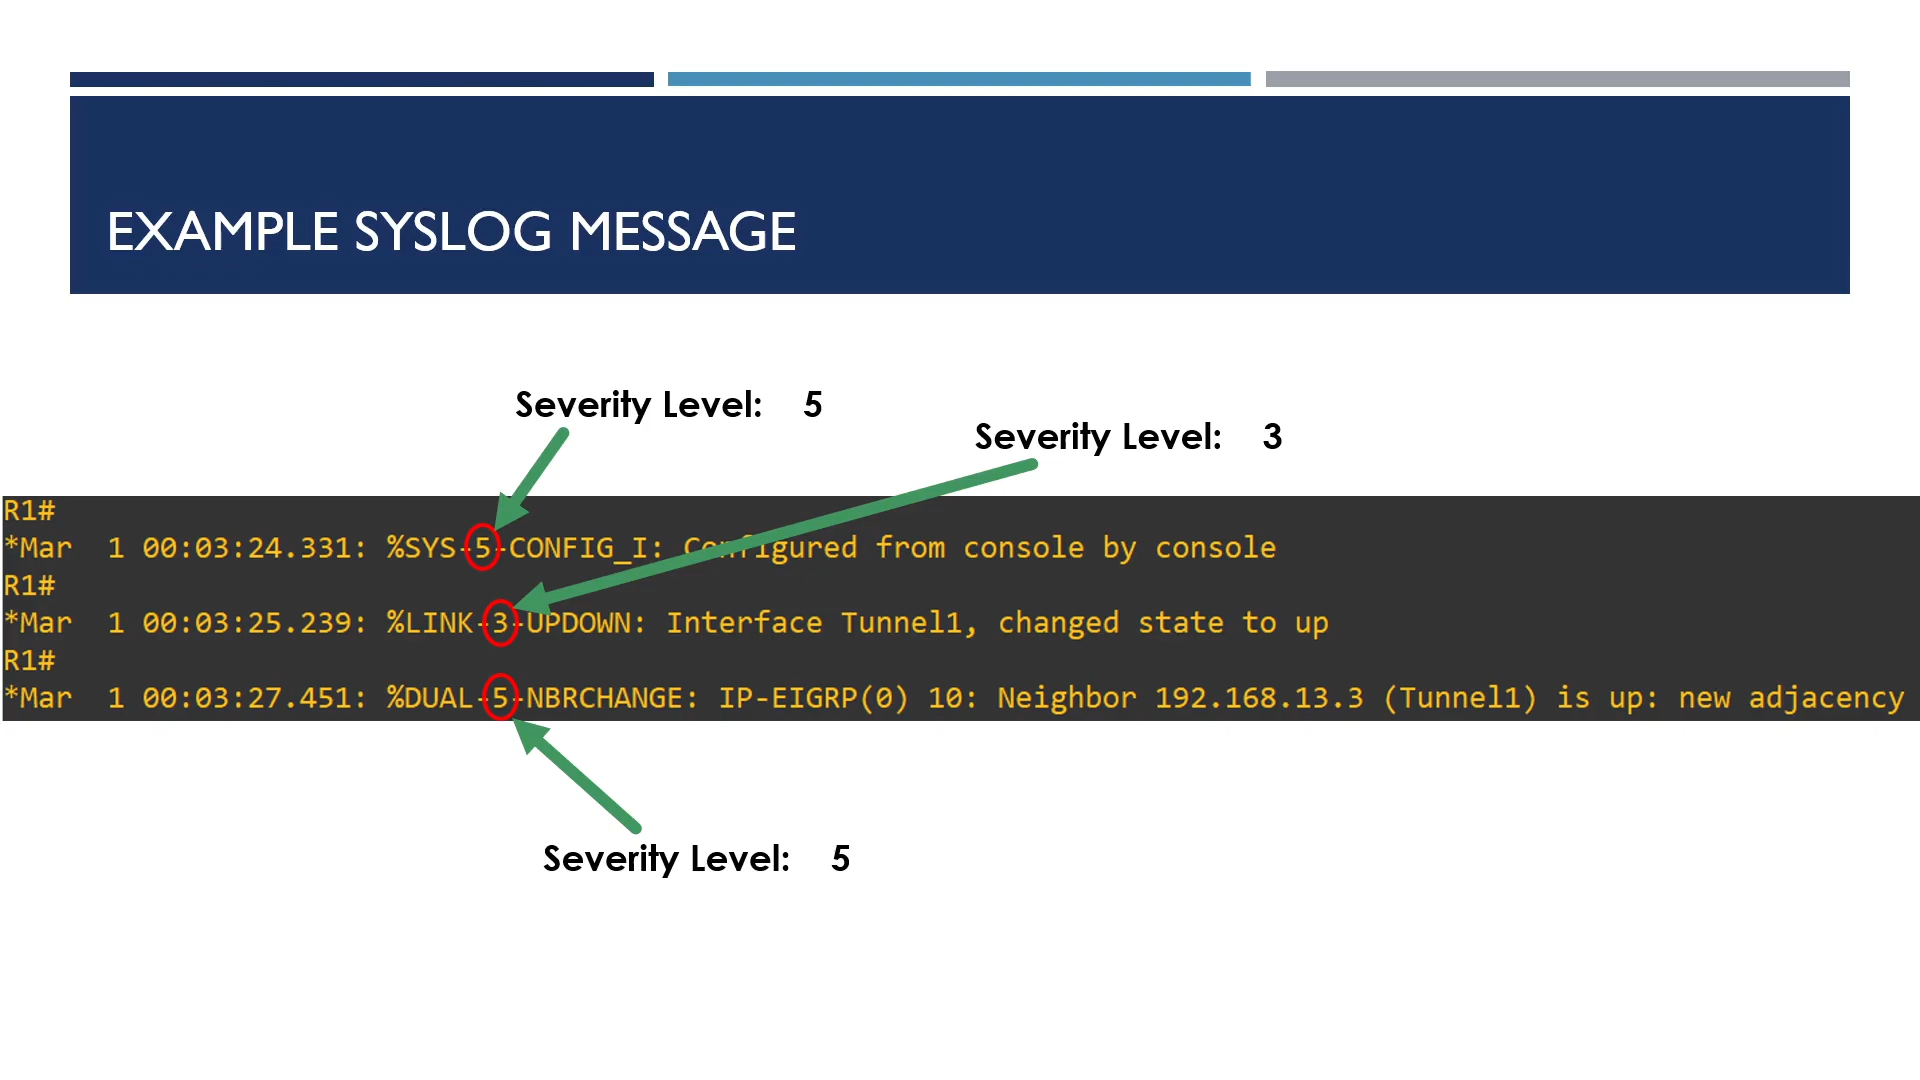 EXAMPLE SYSLOG MESSAGE
Severity Level: 5
Severity Level: 3
R1#
*Mar  1 00:03:24.331: %SYS-5-CONFIG_I: Configured from console by console
R1#
*Mar  1 00:03:25.239: %LINK-3-UPDOWN: Interface Tunnel1, changed state to up
R1#
*Mar  1 00:03:27.451: %DUAL-5-NBRCHANGE: IP-EIGRP(0) 10: Neighbor 192.168.13.3 (Tunnel1) is up: new adjacency
Severity Level: 5